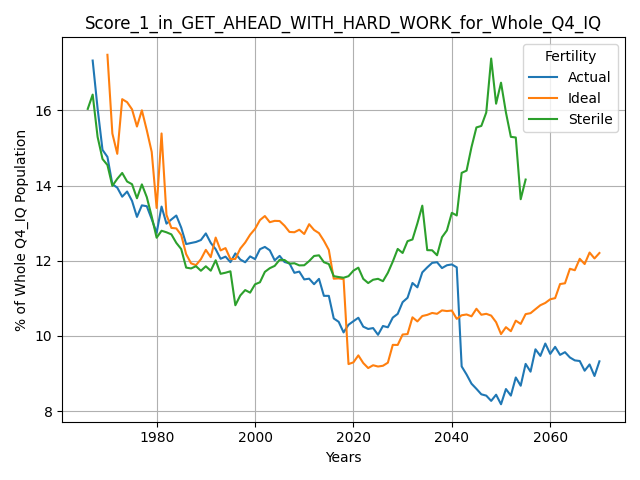 Score_1_in_GET_AHEAD_WITH_HARD_WORK_for_Whole_Q4_IQ
Fertility
Actual
Ideal
Sterile
% of Whole Q4_IQ Population
16
14
12
10
8
1980
2000
2020
2040
2060
Years